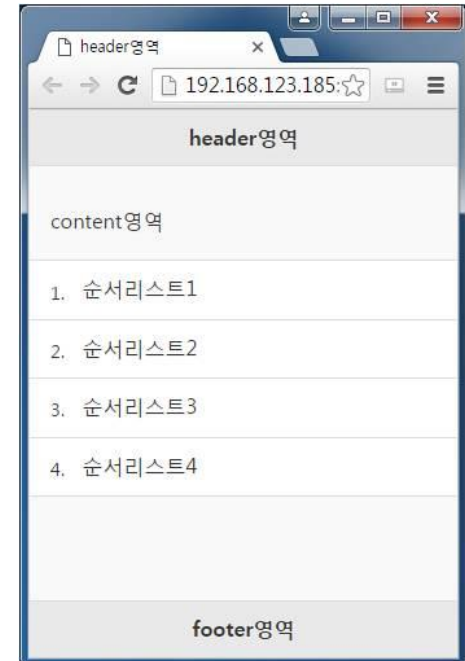 header영역
192.168.123.185:
header영역
content영역
1. 순서리스트1
2. 순서리스트2
3. 순서리스트3
4. 순서리스트4
footer영역